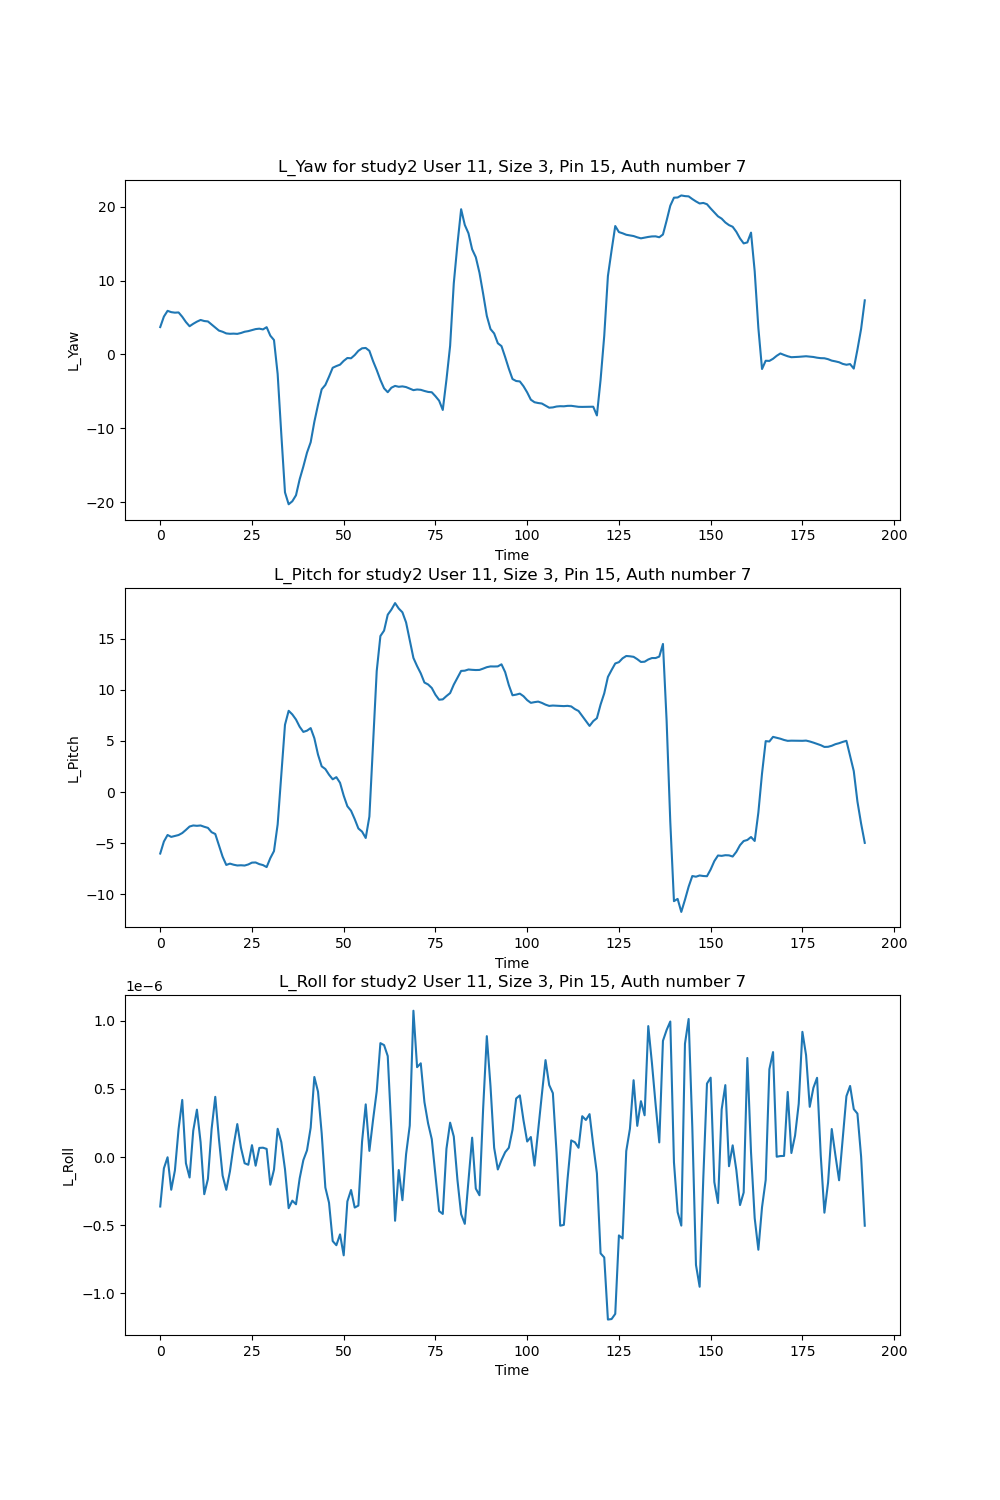 L_Yaw for study2 User 11, Size 3, Pin 15, Auth number 7
20
10
0
−10
−20
L_Yaw
0 25 50 75 100 125 150 175 200
Time
L_Pitch for study2 User 11, Size 3, Pin 15, Auth number 7
15
10
5
0
−5
−10
L_Pitch
0 25 50 75 100 125 150 175 200
Time
L_Roll for study2 User 11, Size 3, Pin 15, Auth number 7
1e−6
1.0
0.5
0.0
−0.5
−1.0
L_Roll
0 25 50 75 100 125 150 175 200
Time